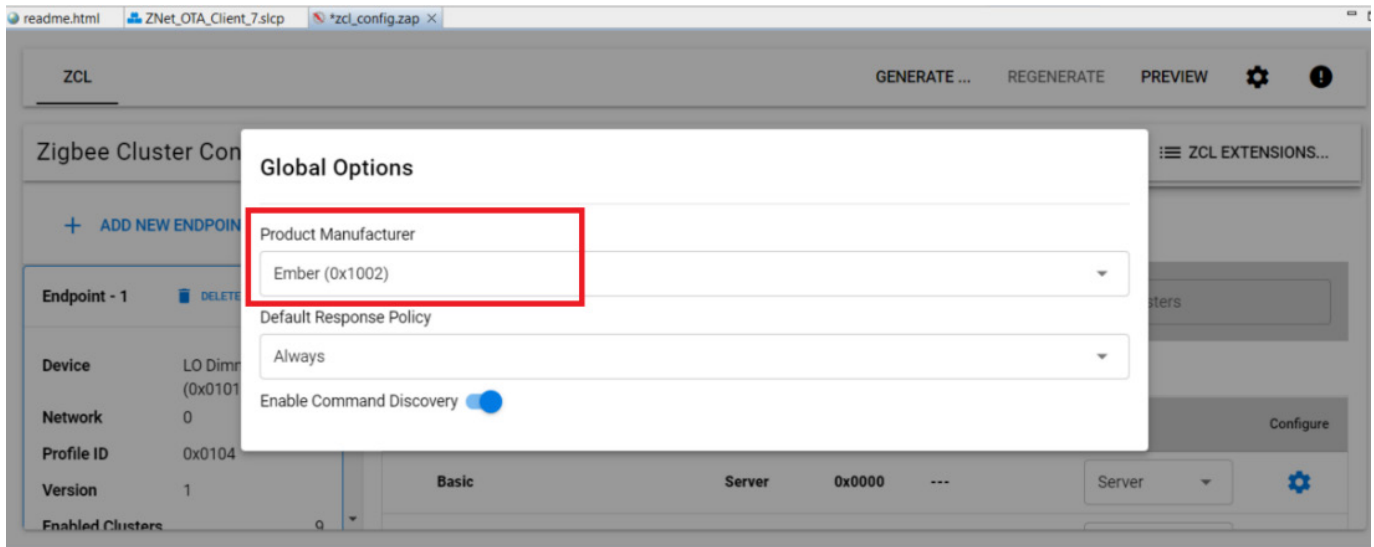 readme.html ZNet_OTA_Client_7.slcp *zcl_config.zap
ZCL GENERATE ... REGENERATE PREVIEW
Zigbee Cluster Con ZCL EXTENSIONS...
Global Options
+ ADD NEW ENDPOIN
Product Manufacturer
Ember (0x1002)
Endpoint - 1 DELETE sters
Default Response Policy
Always
Device LO Dimm
(0x0101
Enable Command Discovery
Network 0 Configure
Profile ID 0x0104
Basic Server 0x0000 --- Server
Version 1
Enabled Clusters 9